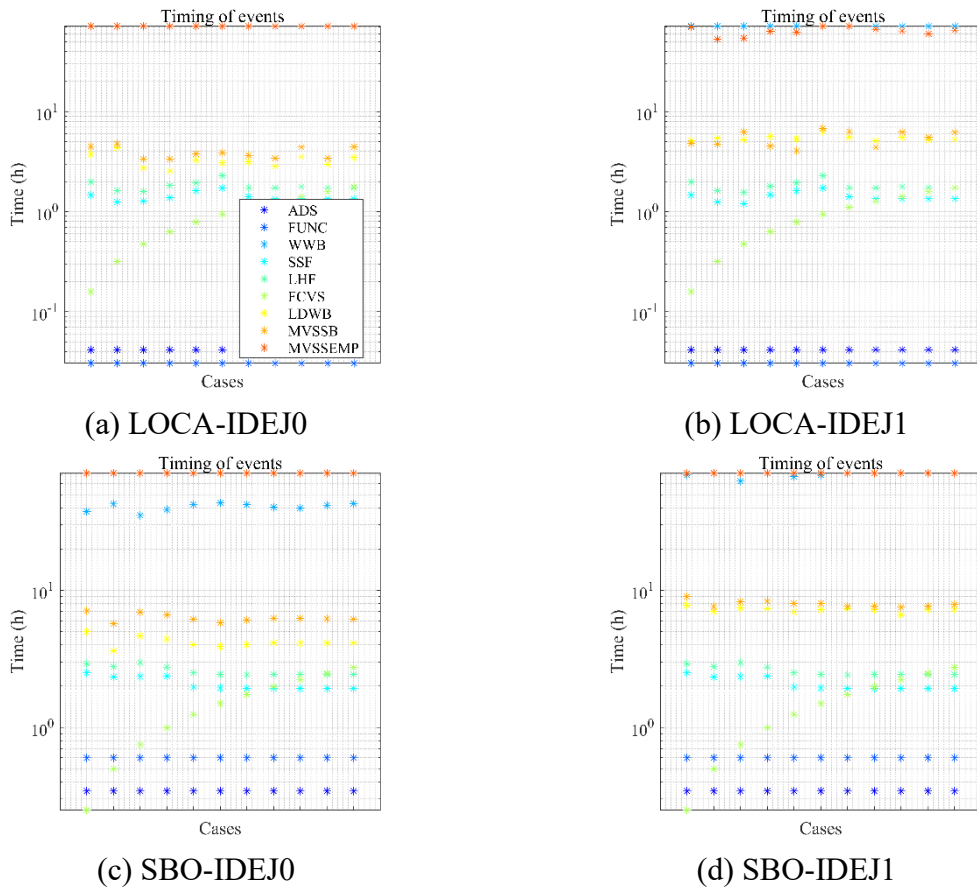 Timing of events
Time (h)
10^1
10^0
10^-1
ADS
FUNC
WWB
SSF
LHF
FCVS
LDWB
MVSSB
MVSSEMP
Cases
(a) LOCA-IDEJ0
Timing of events
Time (h)
10^1
10^0
10^-1
Cases
(b) LOCA-IDEJ1
Timing of events
Time (h)
10^1
10^0
Cases
(c) SBO-IDEJ0
Timing of events
Time (h)
10^1
10^0
Cases
(d) SBO-IDEJ1